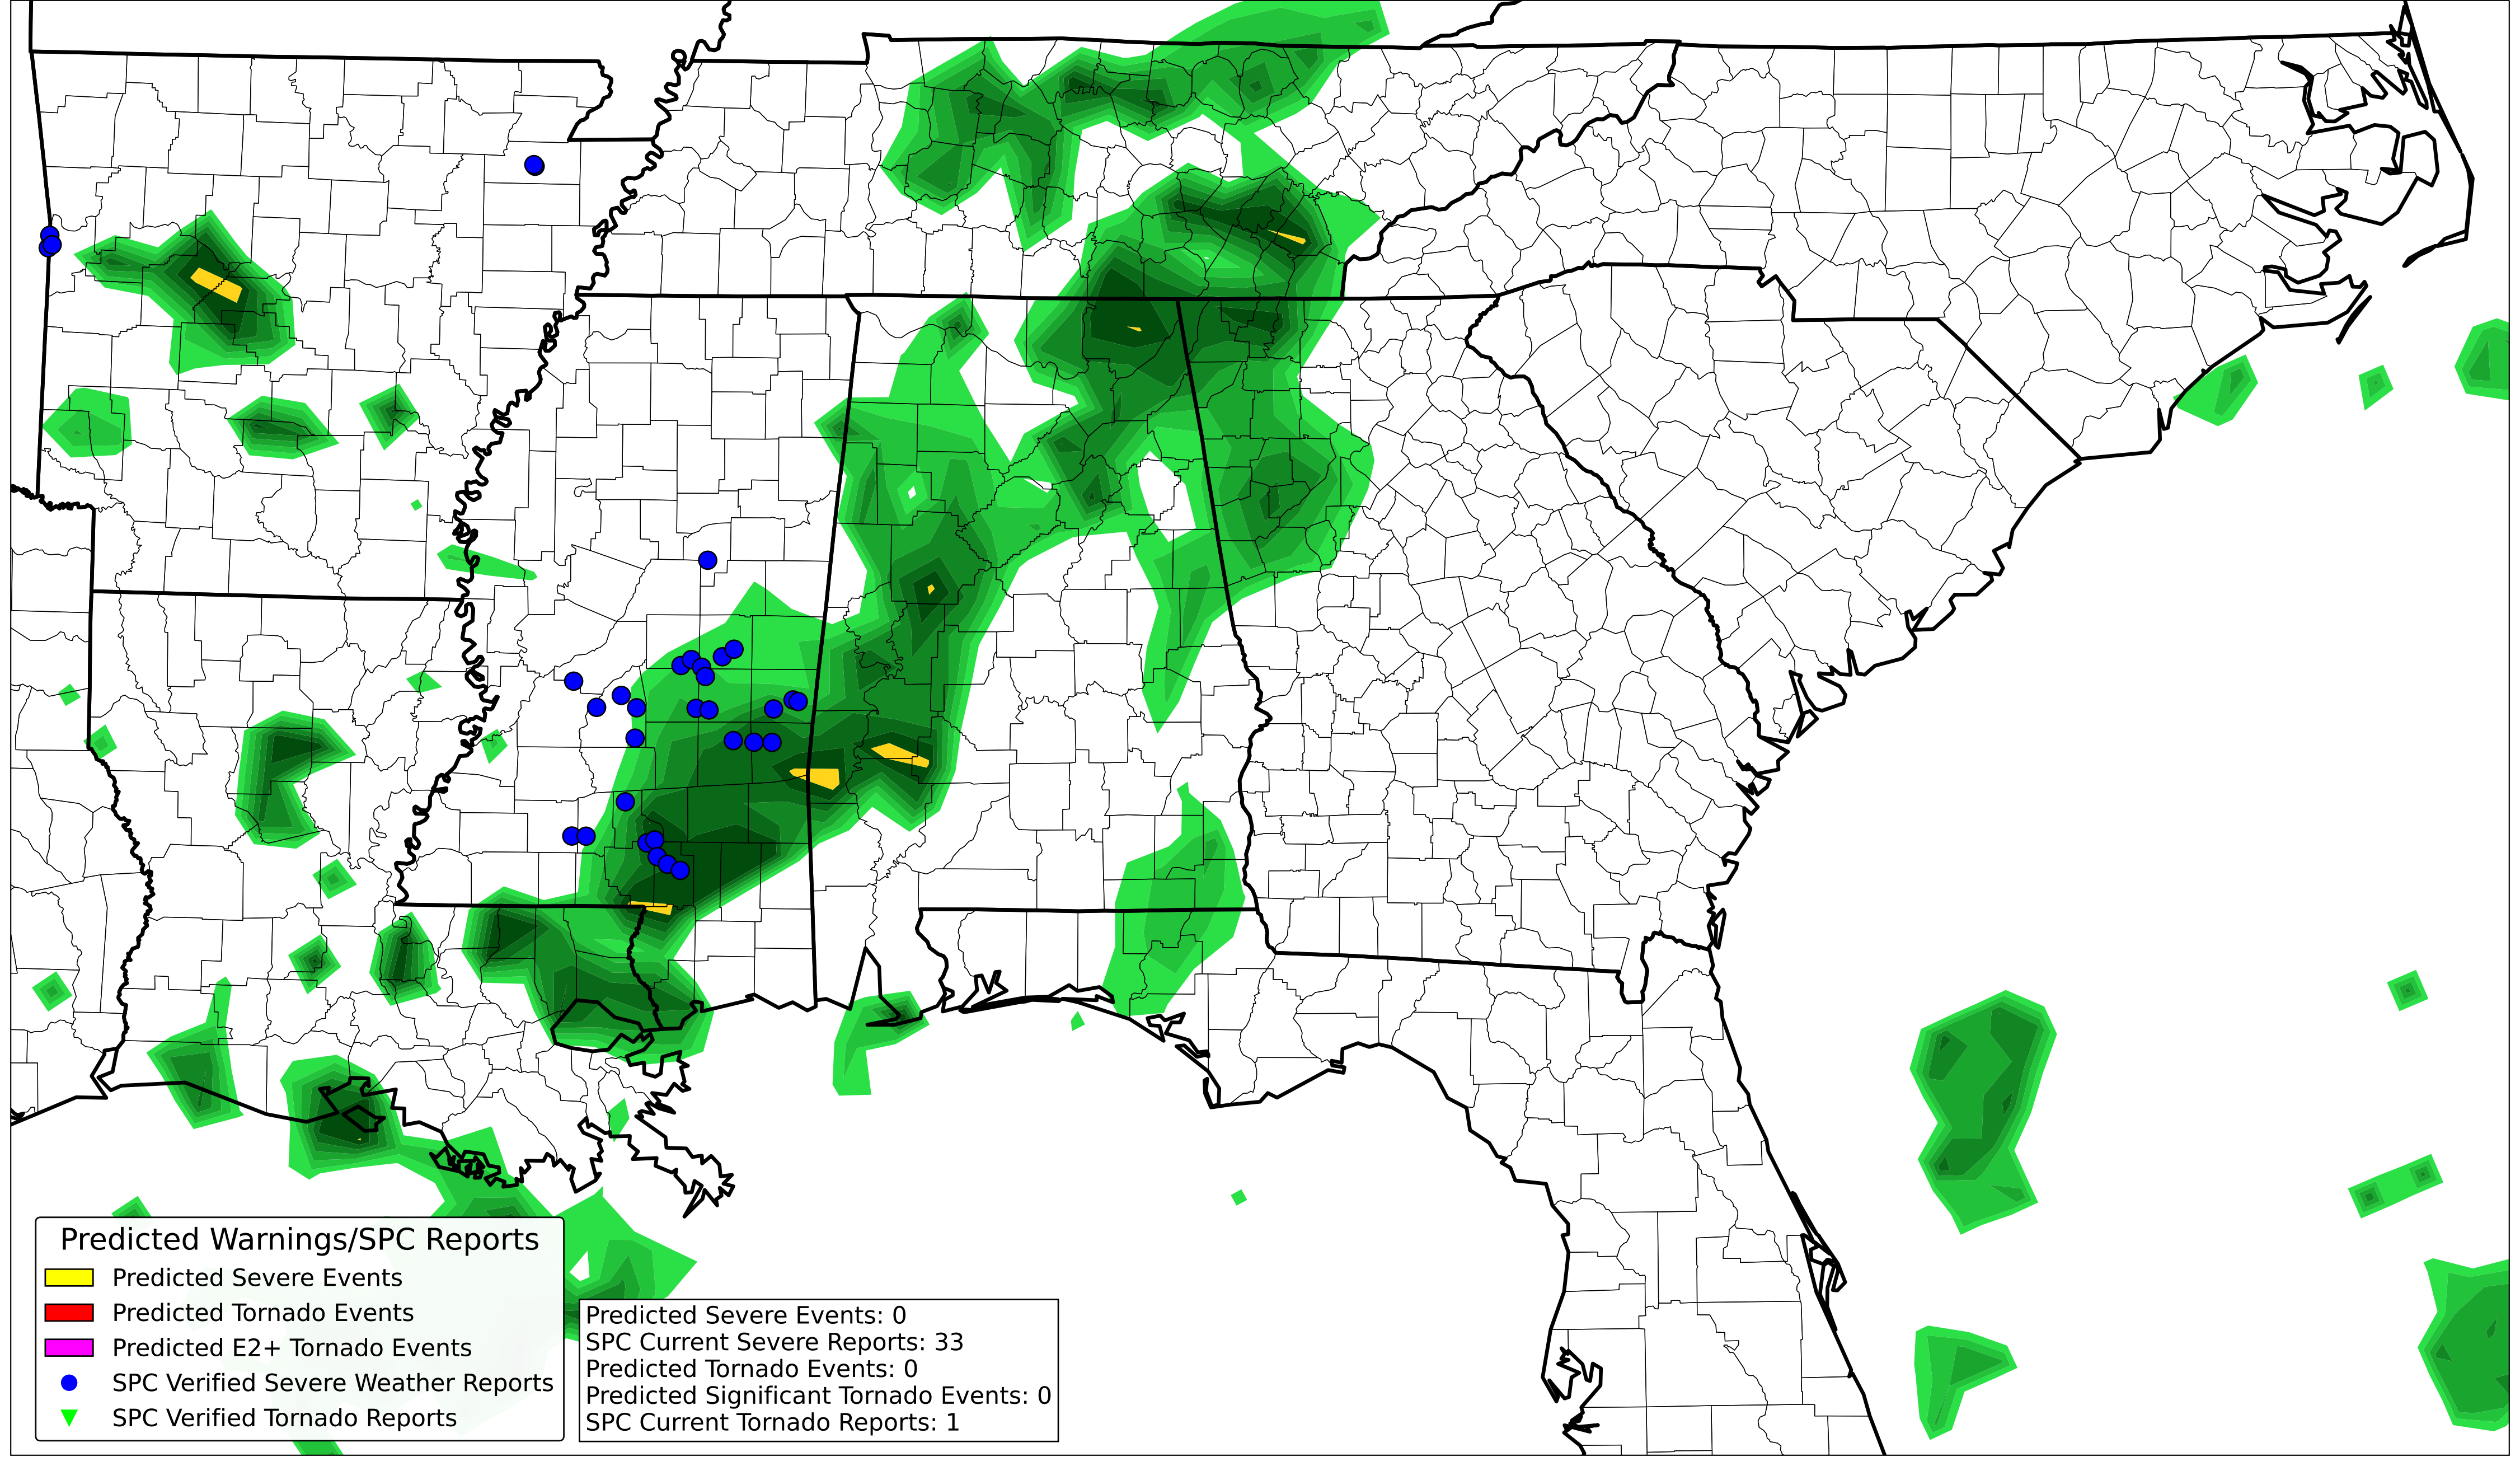 Predicted Warnings/SPC Reports
Predicted Severe Events
Predicted Tornado Events
Predicted E2+ Tornado Events
SPC Verified Severe Weather Reports
SPC Verified Tornado Reports
Predicted Severe Events: 0
SPC Current Severe Reports: 33
Predicted Tornado Events: 0
Predicted Significant Tornado Events: 0
SPC Current Tornado Reports: 1